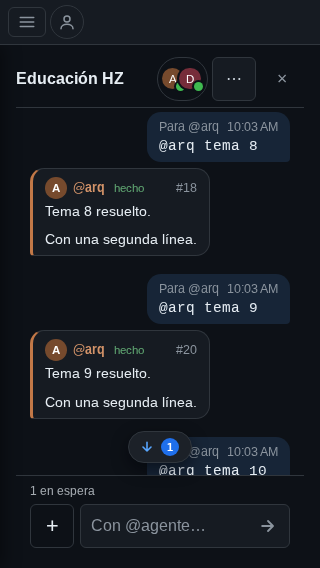 Educación HZ
A D
...
×
Para @arq 10:03 AM
@arq tema 8
A @arq hecho #18
Tema 8 resuelto.
Con una segunda línea.
Para @arq 10:03 AM
@arq tema 9
A @arq hecho #20
Tema 9 resuelto.
Con una segunda línea.
@arq 10:03 AM
@arq tema 10
1
1 en espera
+ Con @agente…